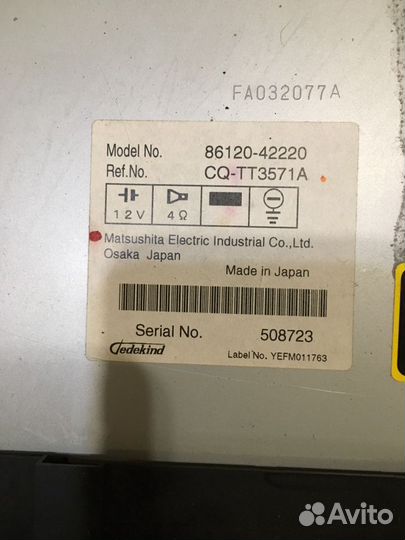 FA032077A
Model No. 86120-42220
Ref.No. CQ-TT3571A
12V 4Ω
Matsushita Electric Industrial Co.,Ltd.
Osaka Japan
Made in Japan
Serial No. 508723
Dedekind
Label No. YEFM011763
Avito